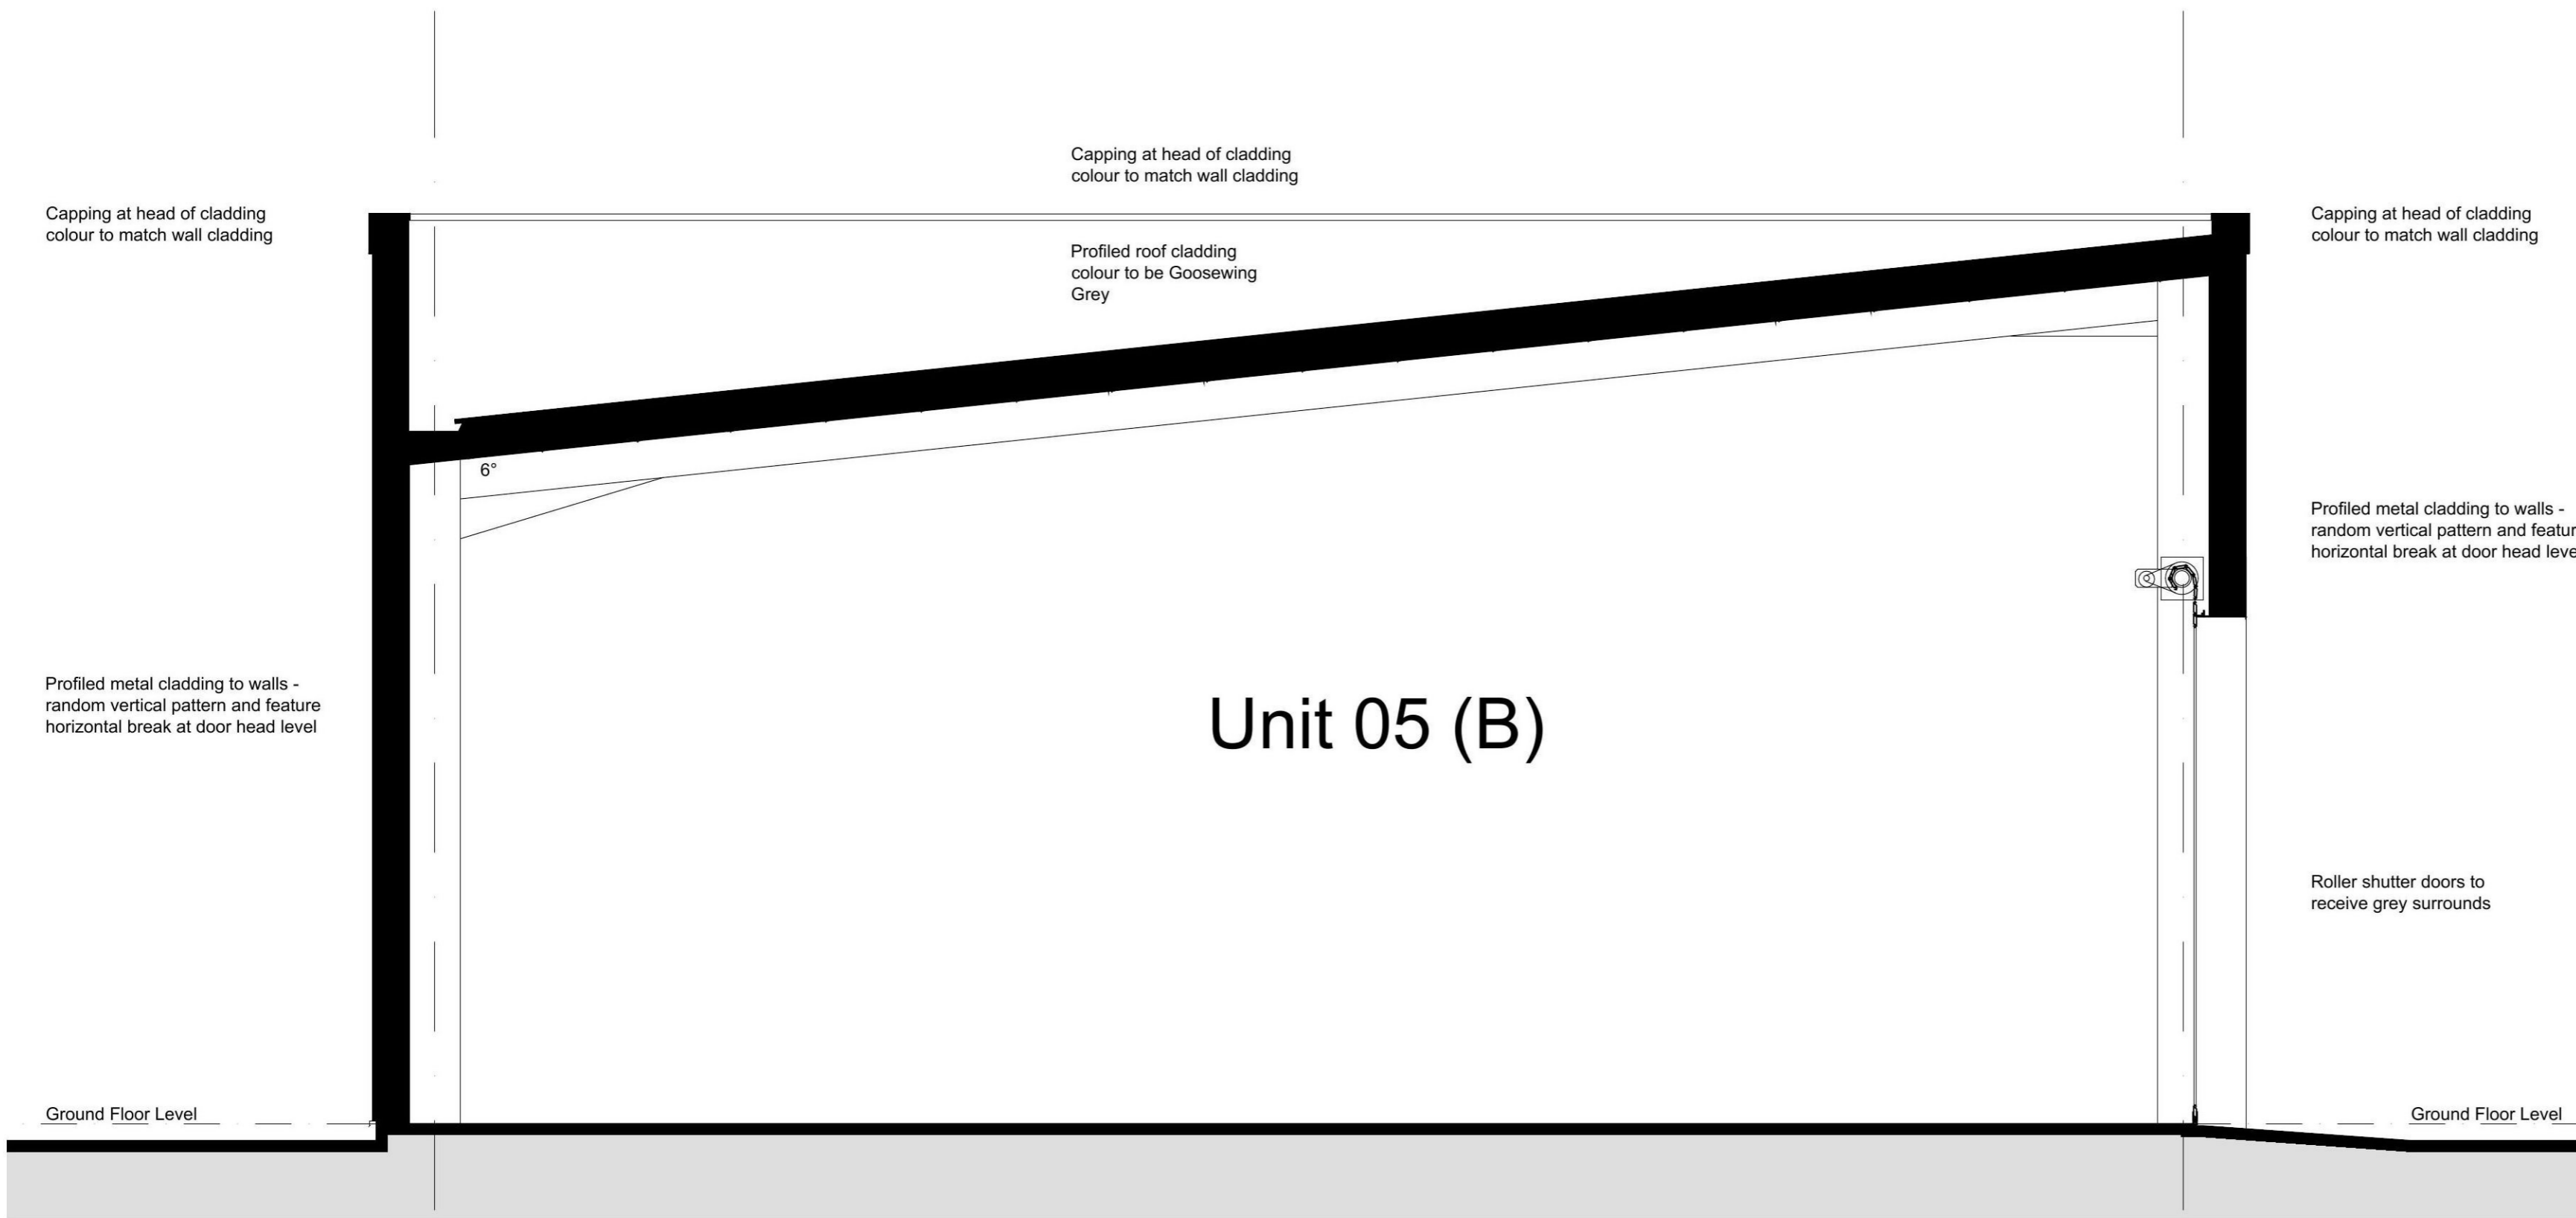 Capping at head of cladding
colour to match wall cladding
Capping at head of cladding
colour to match wall cladding
Capping at head of cladding
colour to match wall cladding
Profiled roof cladding
colour to be Goosewing
Grey
6°
Profiled metal cladding to walls -
random vertical pattern and featur
horizontal break at door head leve
Profiled metal cladding to walls -
random vertical pattern and feature
horizontal break at door head level
Unit 05 (B)
Roller shutter doors to
receive grey surrounds
Ground Floor Level
Ground Floor Level